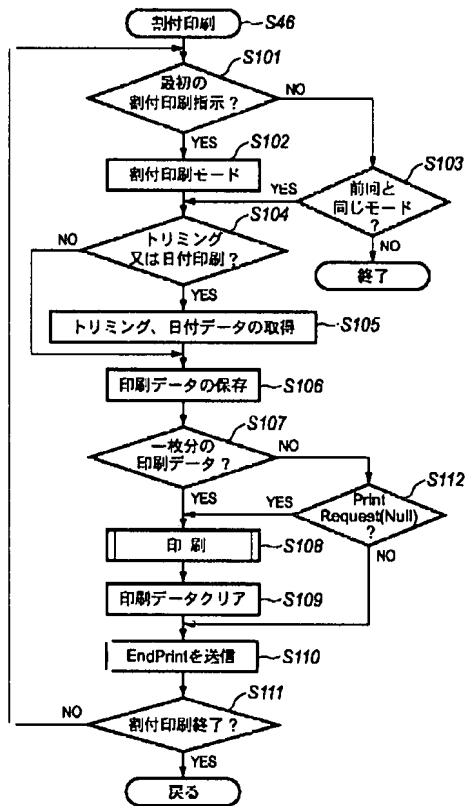 割付印刷
S46
S101
最初の
割付印刷指示?
NO
YES
S102
割付印刷モード
S103
YES
前回と
同じモード
?
NO
終了
S104
NO
トリミング
又は日付印刷?
YES
トリミング、日付データの取得
S105
印刷データの保存
S106
S107
一枚分の
印刷データ?
NO
YES
S112
YES
Print
Request(Null)
?
NO
印 刷
S108
印刷データクリア
S109
EndPrintを送信
S110
S111
NO
割付印刷終了?
YES
戻る